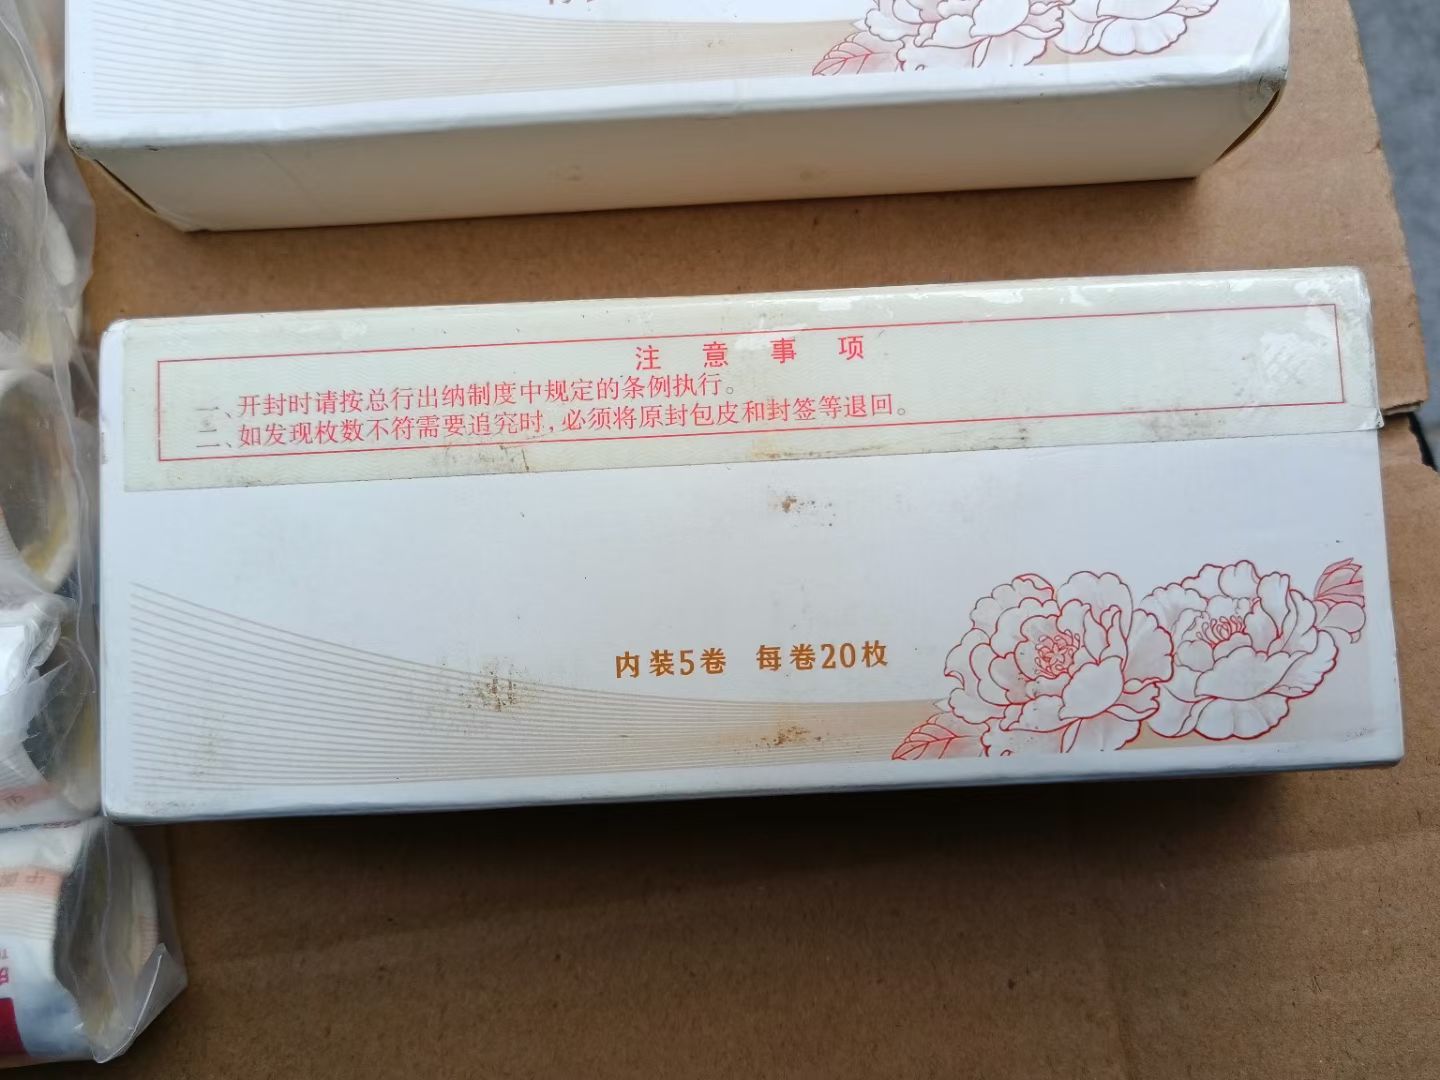 注意事项
一、开封时请按总行出纳制度中规定的条例执行。
二、如发现枚数不符需要追究时,必须将原封包皮和封签等退回。
内装5卷 每卷20枚